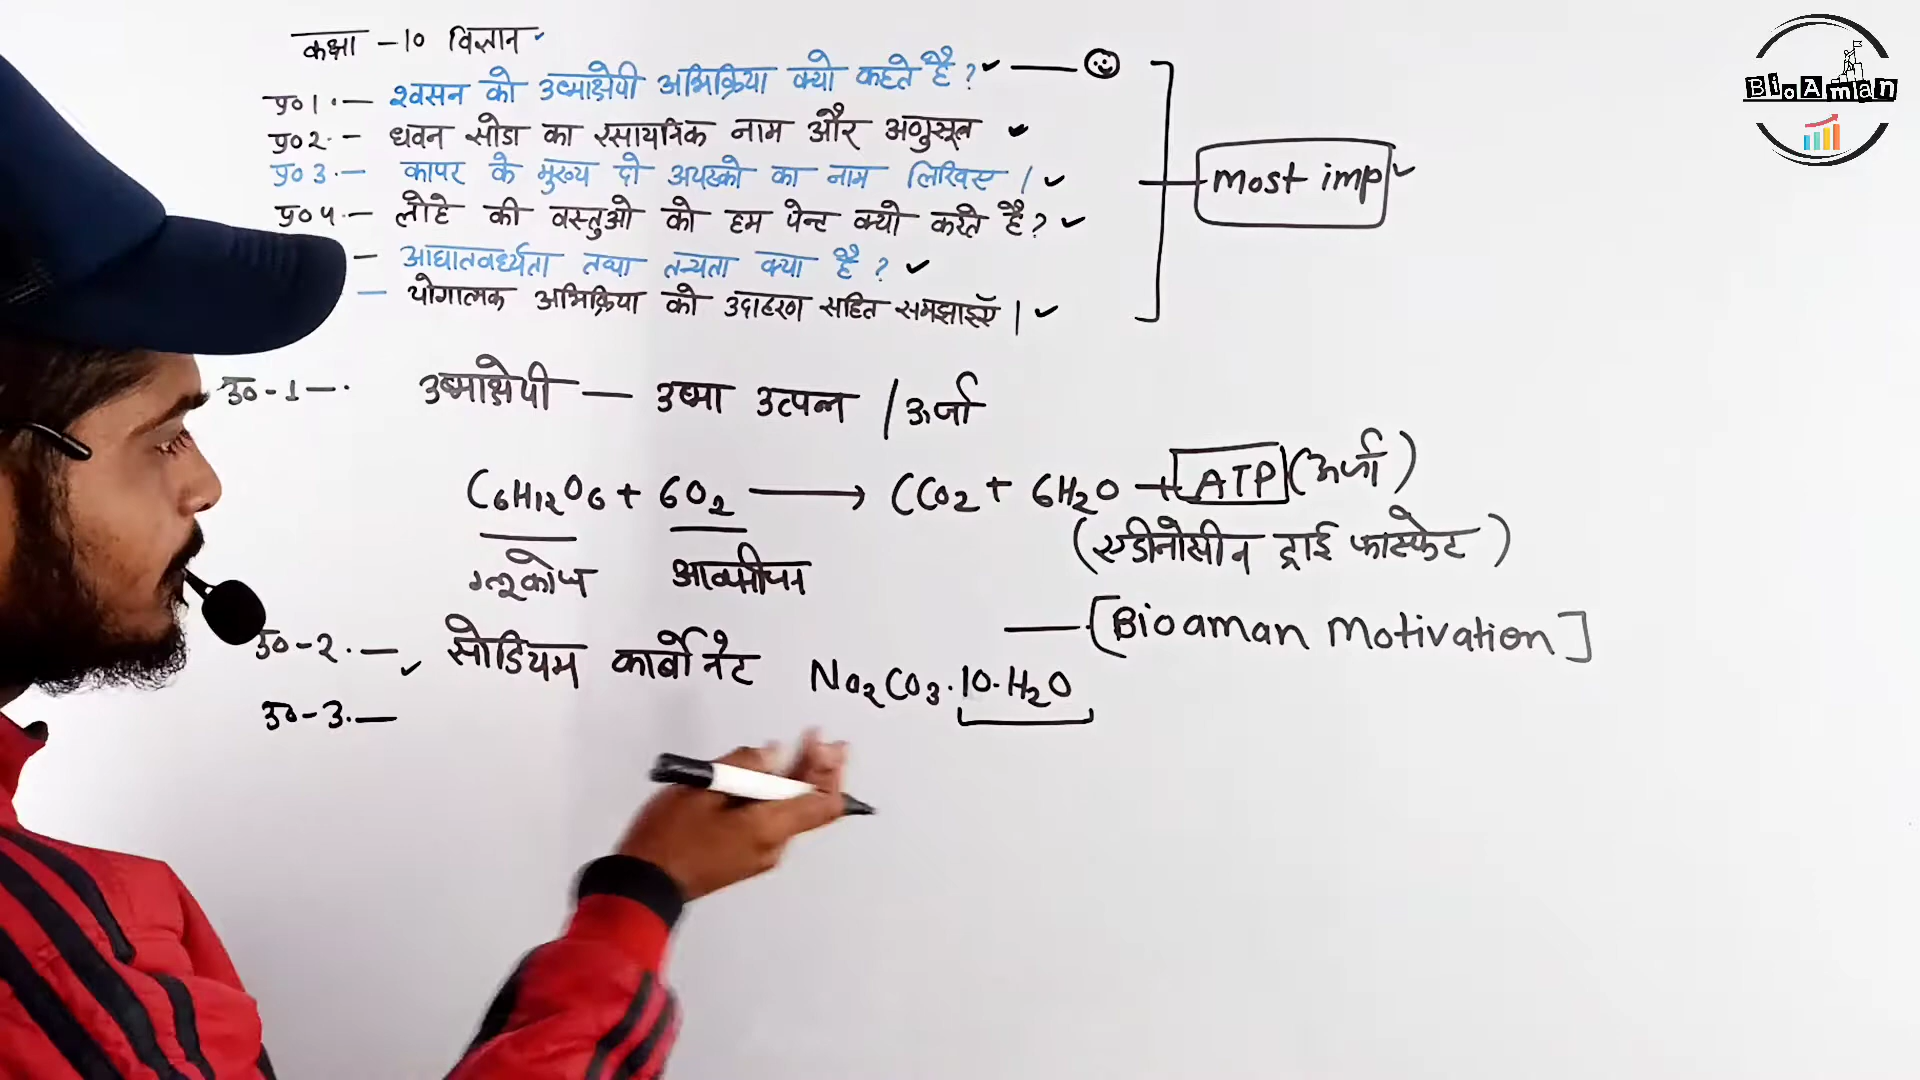 कक्षा -10 विज्ञान
प्र01.- श्वसन को उष्माक्षेपी अभिक्रिया क्यो कहते है?
प्र02.- धवन सोडा का रसायनिक नाम और अणुसूत्र
प्र03.- कापर के मुख्य दो अयस्को का नाम लिखिए।
प्र04.- लोहे की वस्तुओ को हम पेन्ट क्यो करते है?
- आघातवर्ध्यता तथा तन्यता क्या है?
- योगात्मक अभिक्रिया को उदाहरण सहित समझाइऍ।
most imp
BioAman
उ0-1-. उष्माक्षेपी - उष्मा उत्पन्न /ऊर्जा
C6H12O6 + 6O2 → CCO2 + 6H2O + ATP (ऊर्जा)
(एडीनोसीन ट्राई फास्फेट)
ग्लूकोज आक्सीजन
[Bioaman Motivation]
उ0-2.- सोडियम कार्बोनेट Na2CO3.10.H2O
उ0-3.-